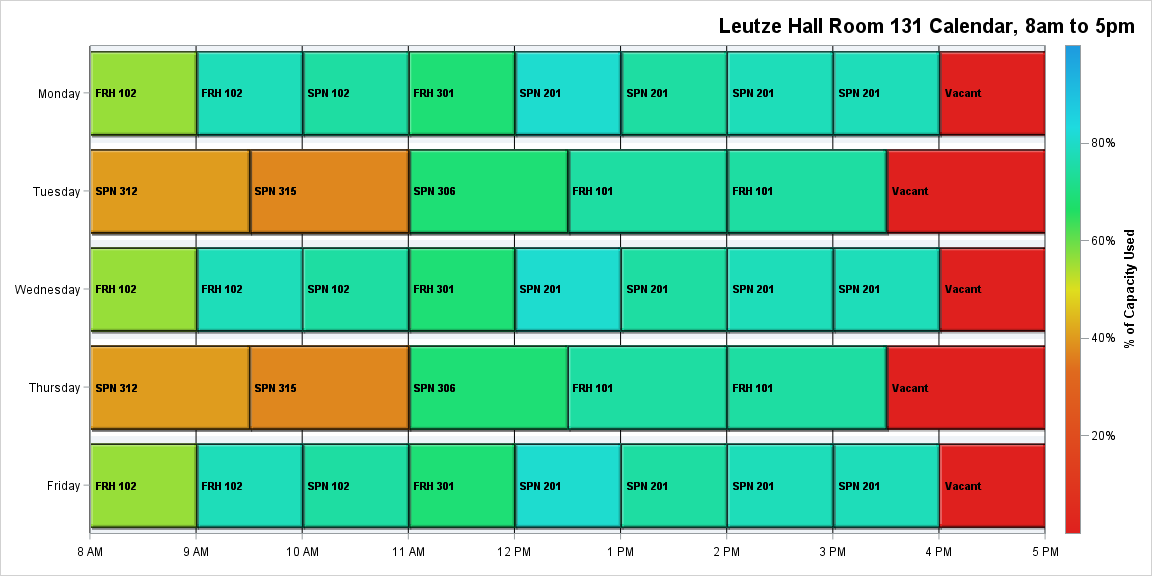 Leutze Hall Room 131 Calendar, 8am to 5pm
Monday
FRH 102
FRH 102
SPN 102
FRH 301
SPN 201
SPN 201
SPN 201
SPN 201
Vacant
Tuesday
SPN 312
SPN 315
SPN 306
FRH 101
FRH 101
Vacant
Wednesday
FRH 102
FRH 102
SPN 102
FRH 301
SPN 201
SPN 201
SPN 201
SPN 201
Vacant
Thursday
SPN 312
SPN 315
SPN 306
FRH 101
FRH 101
Vacant
Friday
FRH 102
FRH 102
SPN 102
FRH 301
SPN 201
SPN 201
SPN 201
SPN 201
Vacant
8 AM
9 AM
10 AM
11 AM
12 PM
1 PM
2 PM
3 PM
4 PM
5 PM
80%
60%
40%
20%
% of Capacity Used